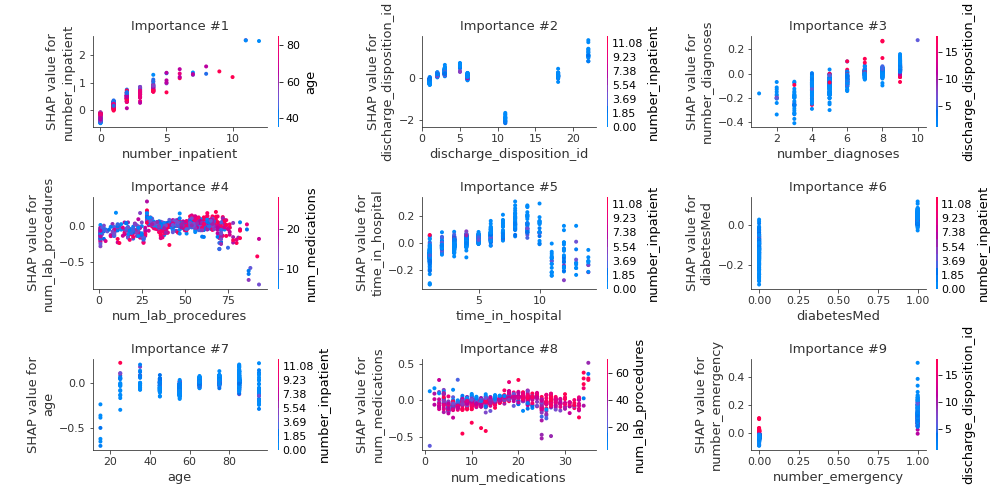 Importance #1
SHAP value for
number_inpatient
2
1
0
0
5
10
number_inpatient
80
60
40
age
Importance #2
SHAP value for
discharge_disposition_id
0
−2
0
5
10
15
20
discharge_disposition_id
11.08
9.23
7.38
5.54
3.69
1.85
0.00
number_inpatient
Importance #3
SHAP value for
number_diagnoses
0.2
0.0
−0.2
−0.4
2
4
6
8
10
number_diagnoses
15
10
5
discharge_disposition_id
Importance #4
SHAP value for
num_lab_procedures
0.0
−0.5
0
25
50
75
num_lab_procedures
20
10
num_medications
Importance #5
SHAP value for
time_in_hospital
0.2
0.0
−0.2
5
10
time_in_hospital
11.08
9.23
7.38
5.54
3.69
1.85
0.00
number_inpatient
Importance #6
SHAP value for
diabetesMed
0.0
−0.2
0.00
0.25
0.50
0.75
1.00
diabetesMed
11.08
9.23
7.38
5.54
3.69
1.85
0.00
number_inpatient
Importance #7
SHAP value for
age
0.0
−0.5
20
40
60
80
age
11.08
9.23
7.38
5.54
3.69
1.85
0.00
number_inpatient
Importance #8
SHAP value for
num_medications
0.5
0.0
−0.5
0
10
20
30
num_medications
60
40
20
num_lab_procedures
Importance #9
SHAP value for
number_emergency
0.4
0.2
0.0
0.00
0.25
0.50
0.75
1.00
number_emergency
15
10
5
discharge_disposition_id